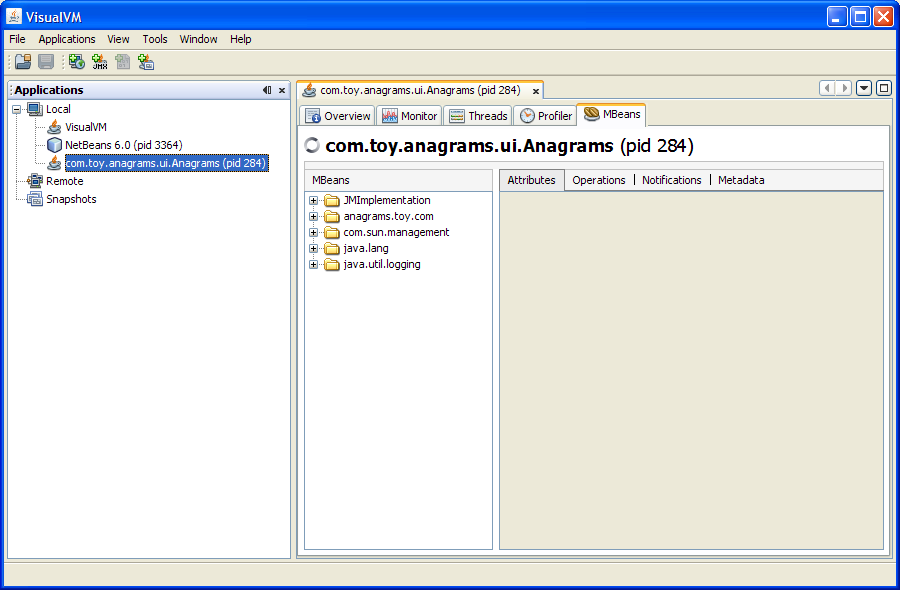 VisualVM
File Applications View Tools Window Help
JMX
Applications
com.toy.anagrams.ui.Anagrams (pid 284)
Local
VisualVM
NetBeans 6.0 (pid 3364)
com.toy.anagrams.ui.Anagrams (pid 284)
Remote
Snapshots
Overview Monitor Threads Profiler MBeans
com.toy.anagrams.ui.Anagrams (pid 284)
MBeans
JMImplementation
anagrams.toy.com
com.sun.management
java.lang
java.util.logging
Attributes Operations Notifications Metadata